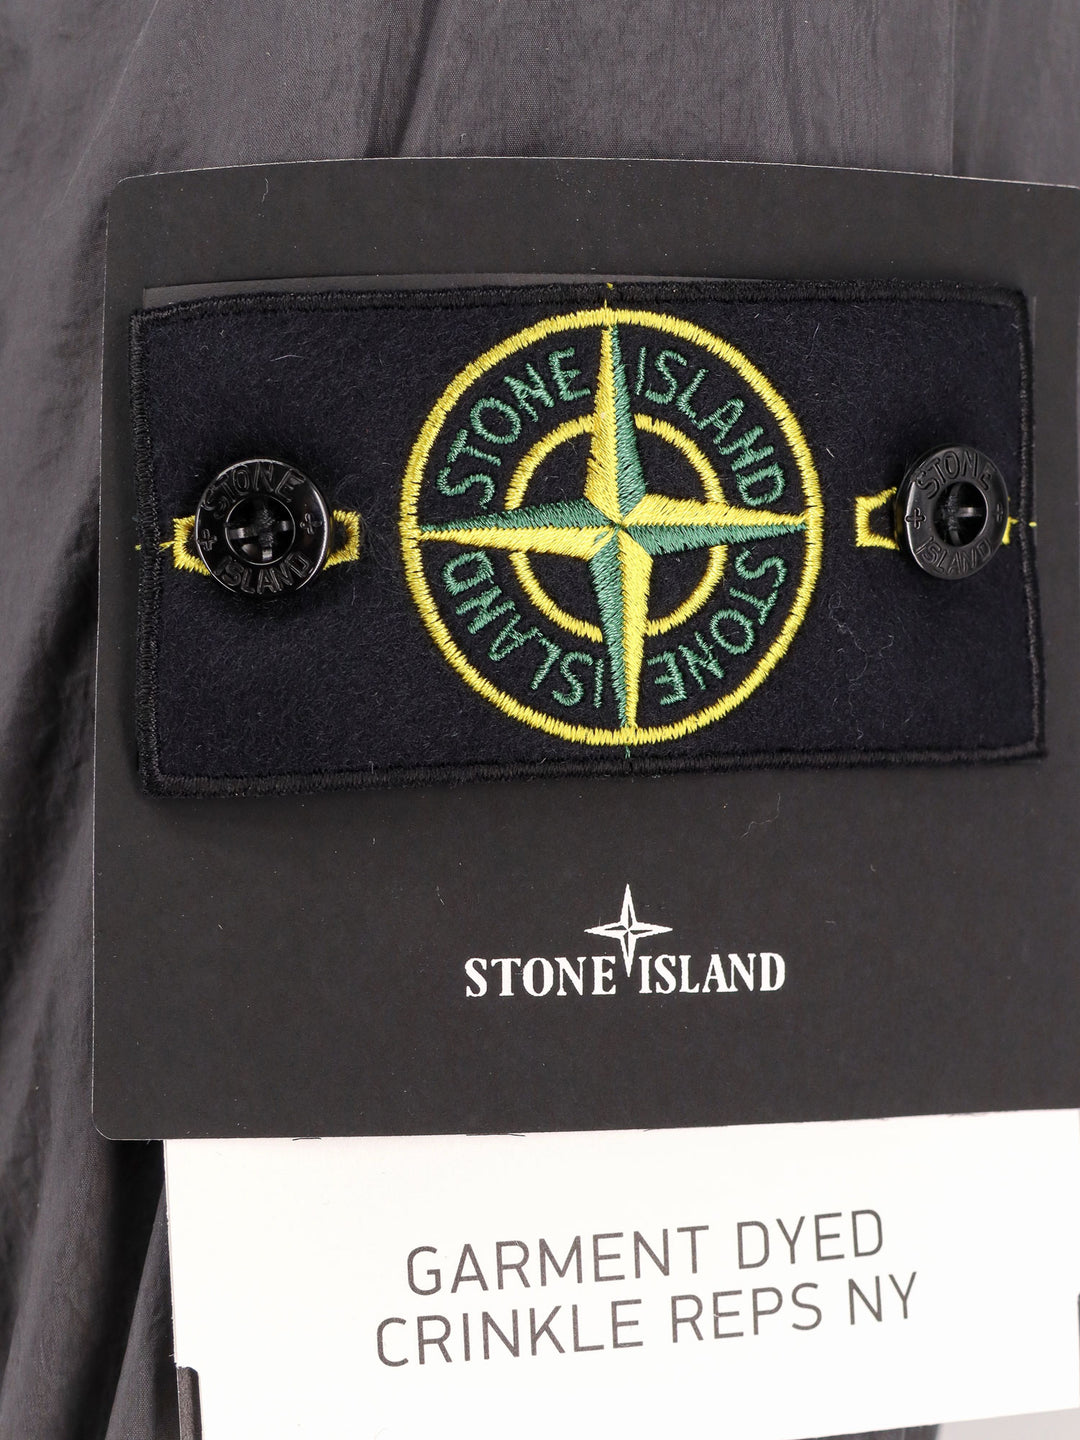 STONE ISLAND
STONE ISLAND
STONE
ISLAND
STONE
ISLAND
STONE ISLAND
GARMENT DYED
CRINKLE REPS NY